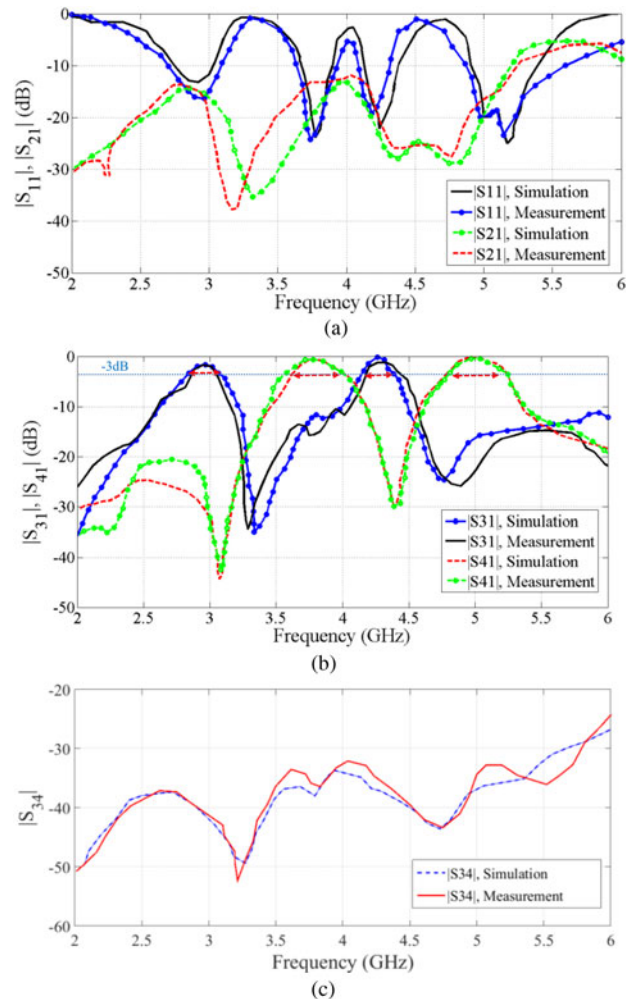 0
-10
-20
-30
-40
-50
|S11|, |S21| (dB)
|S11|, Simulation
|S11|, Measurement
|S21|, Simulation
|S21|, Measurement
2 2.5 3 3.5 4 4.5 5 5.5 6
Frequency (GHz)
(a)
0
-10
-20
-30
-40
-50
|S31|, |S41| (dB)
-3dB
|S31|, Simulation
|S31|, Measurement
|S41|, Simulation
|S41|, Measurement
2 2.5 3 3.5 4 4.5 5 5.5 6
Frequency (GHz)
(b)
-20
-30
-40
-50
-60
|S34|
|S34|, Simulation
|S34|, Measurement
2 2.5 3 3.5 4 4.5 5 5.5 6
Frequency (GHz)
(c)